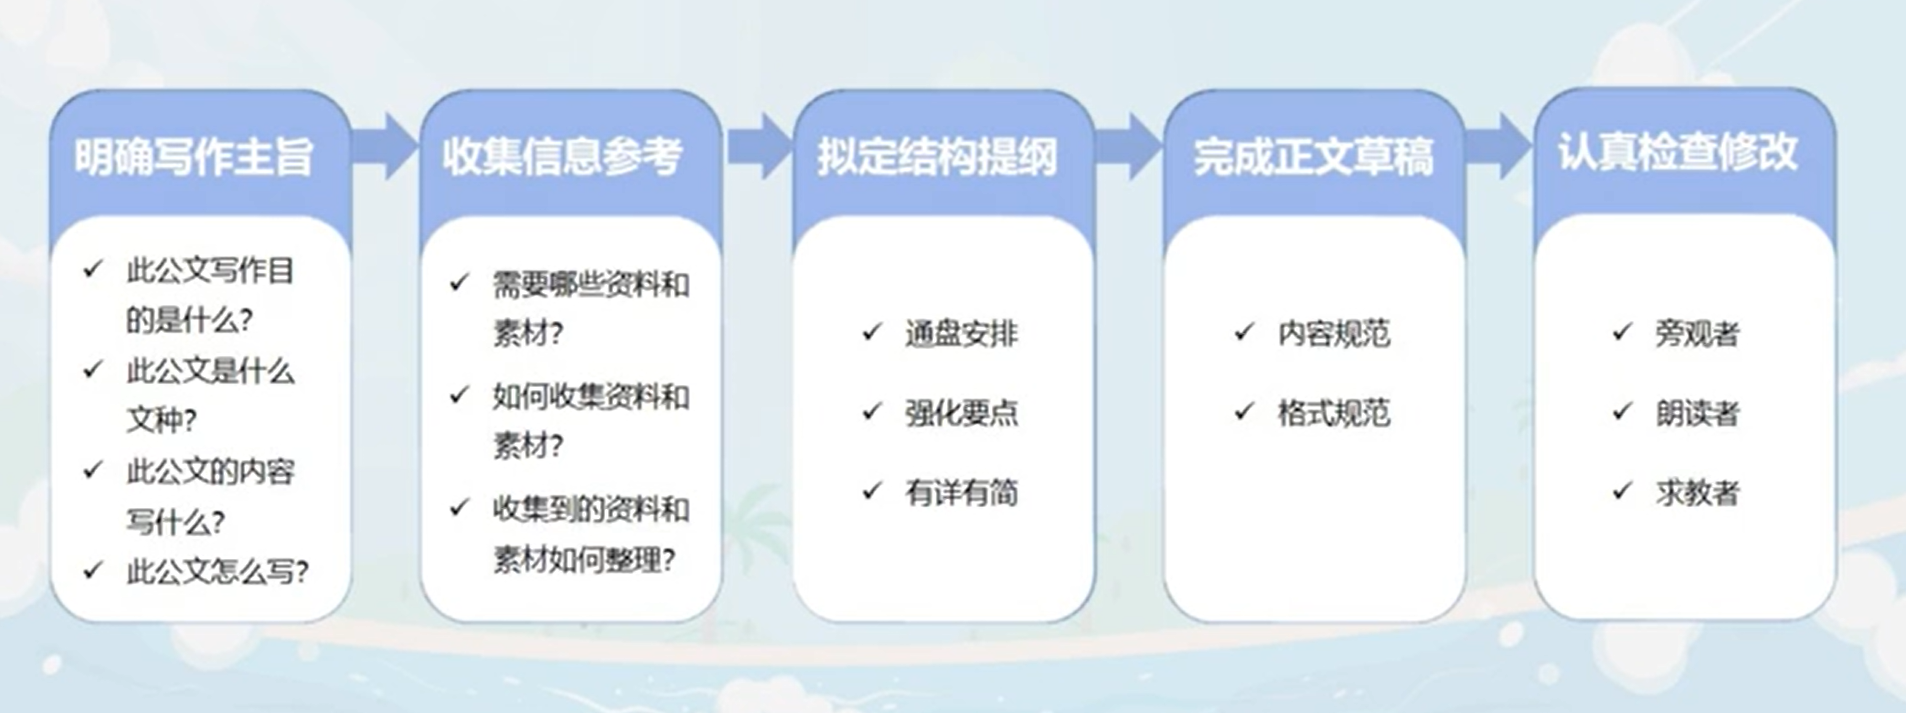 明确写作主旨
此公文写作目
的是什么?
此公文是什么
文种?
此公文的内容
写什么?
此公文怎么写?
收集信息参考
需要哪些资料和
素材?
如何收集资料和
素材?
收集到的资料和
素材如何整理?
拟定结构提纲
通盘安排
强化要点
有详有简
完成正文草稿
内容规范
格式规范
认真检查修改
旁观者
朗读者
求教者